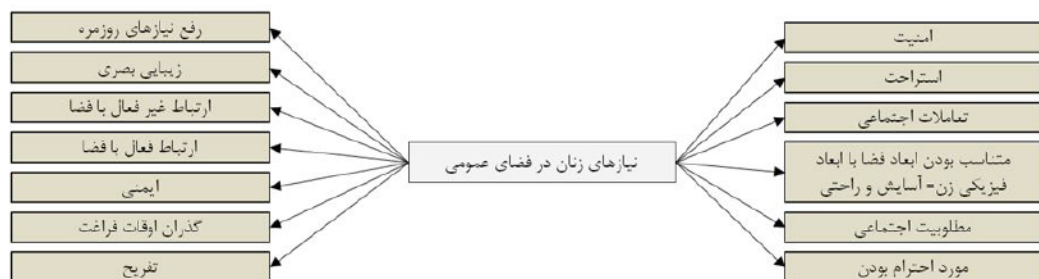 امنیت
استراحت
تعاملات اجتماعی
متناسب بودن ابعاد فضا با ابعاد
فیزیکی زن- آسایش و راحتی
مطلوبیت اجتماعی
مورد احترام بودن
نیازهای زنان در فضای عمومی
رفع نیازهای روزمره
زیبایی بصری
ارتباط غیر فعال با فضا
ارتباط فعال با فضا
ایمنی
گذران اوقات فراغت
تفریح